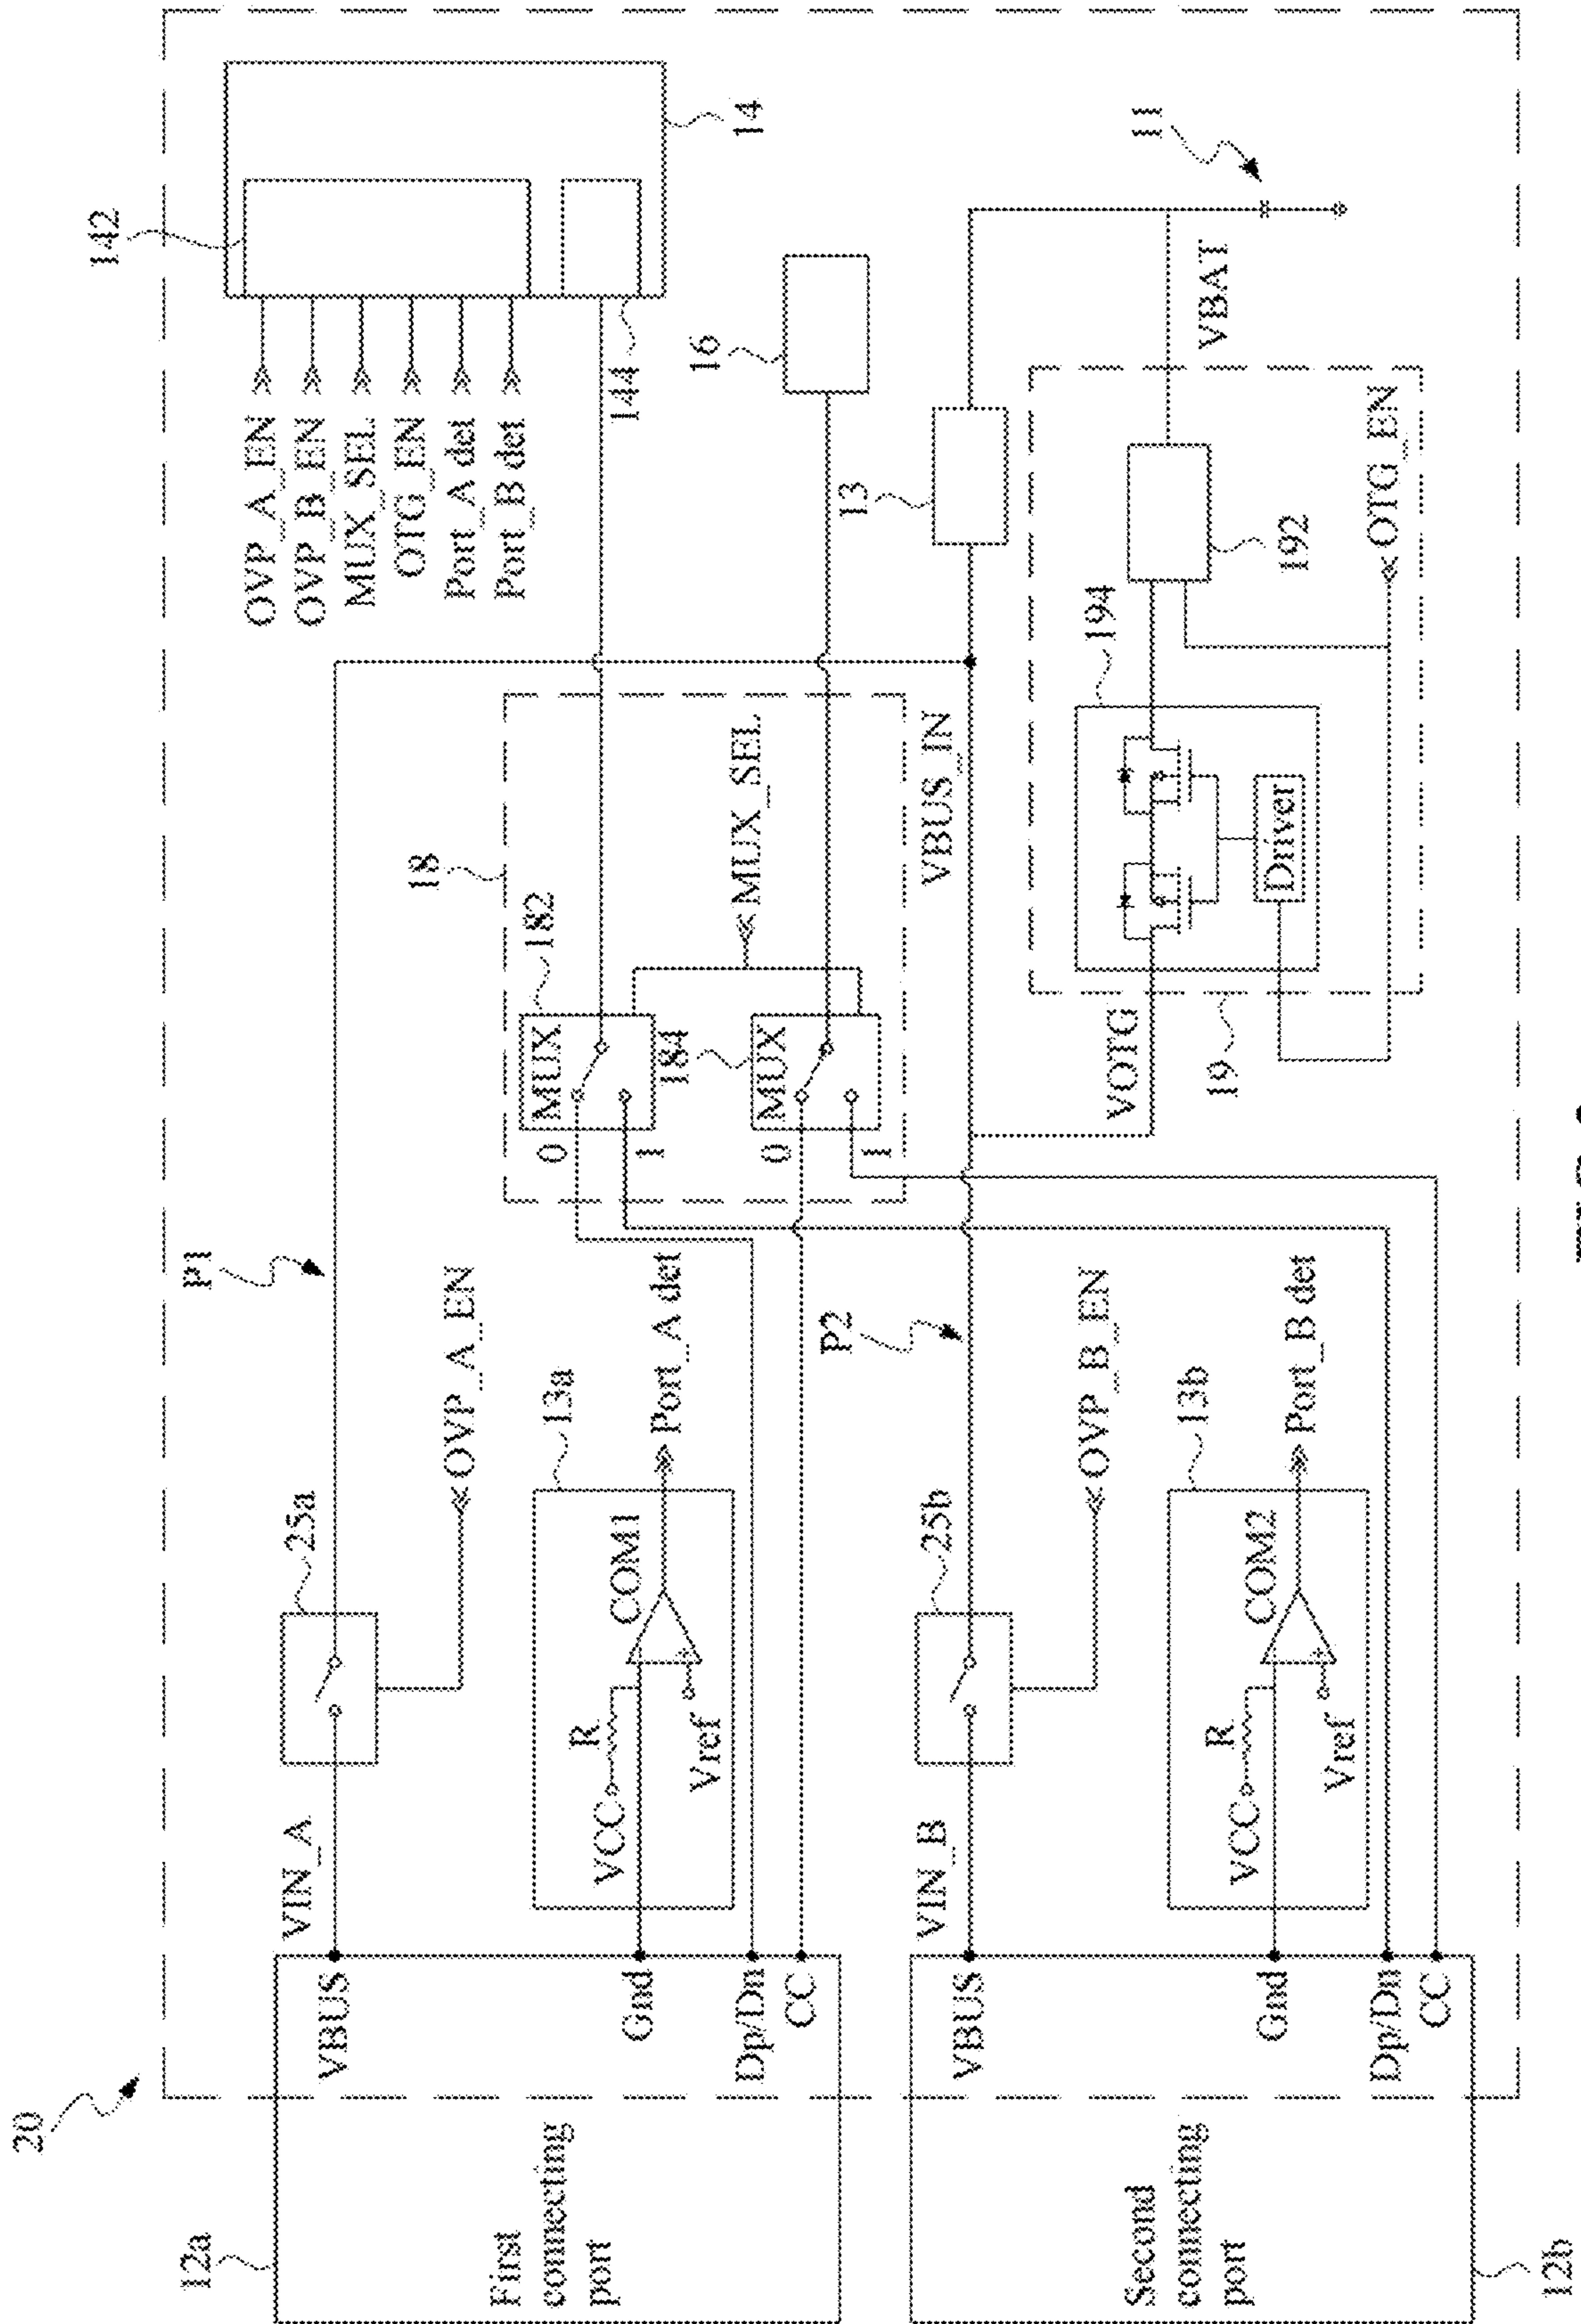 20
12a
First
connecting
port
VBUS
Gnd
Dp/Dn
CC
VIN_A
25a
OVP_A_EN
P1
13a
VCC
R
Vref
COM1
Port_A det
18
MUX
182
0
1
MUX
184
0
1
MUX_SEL
142
OVP_A_EN
OVP_B_EN
MUX_SEL
OTG_EN
Port_A det
Port_B det
144
14
16
13
11
12b
Second
connecting
port
VBUS
Gnd
Dp/Dn
CC
VIN_B
25b
OVP_B_EN
P2
13b
VCC
R
Vref
COM2
Port_B det
VBUS_IN
VOTG
19
194
Driver
192
OTG_EN
VBAT